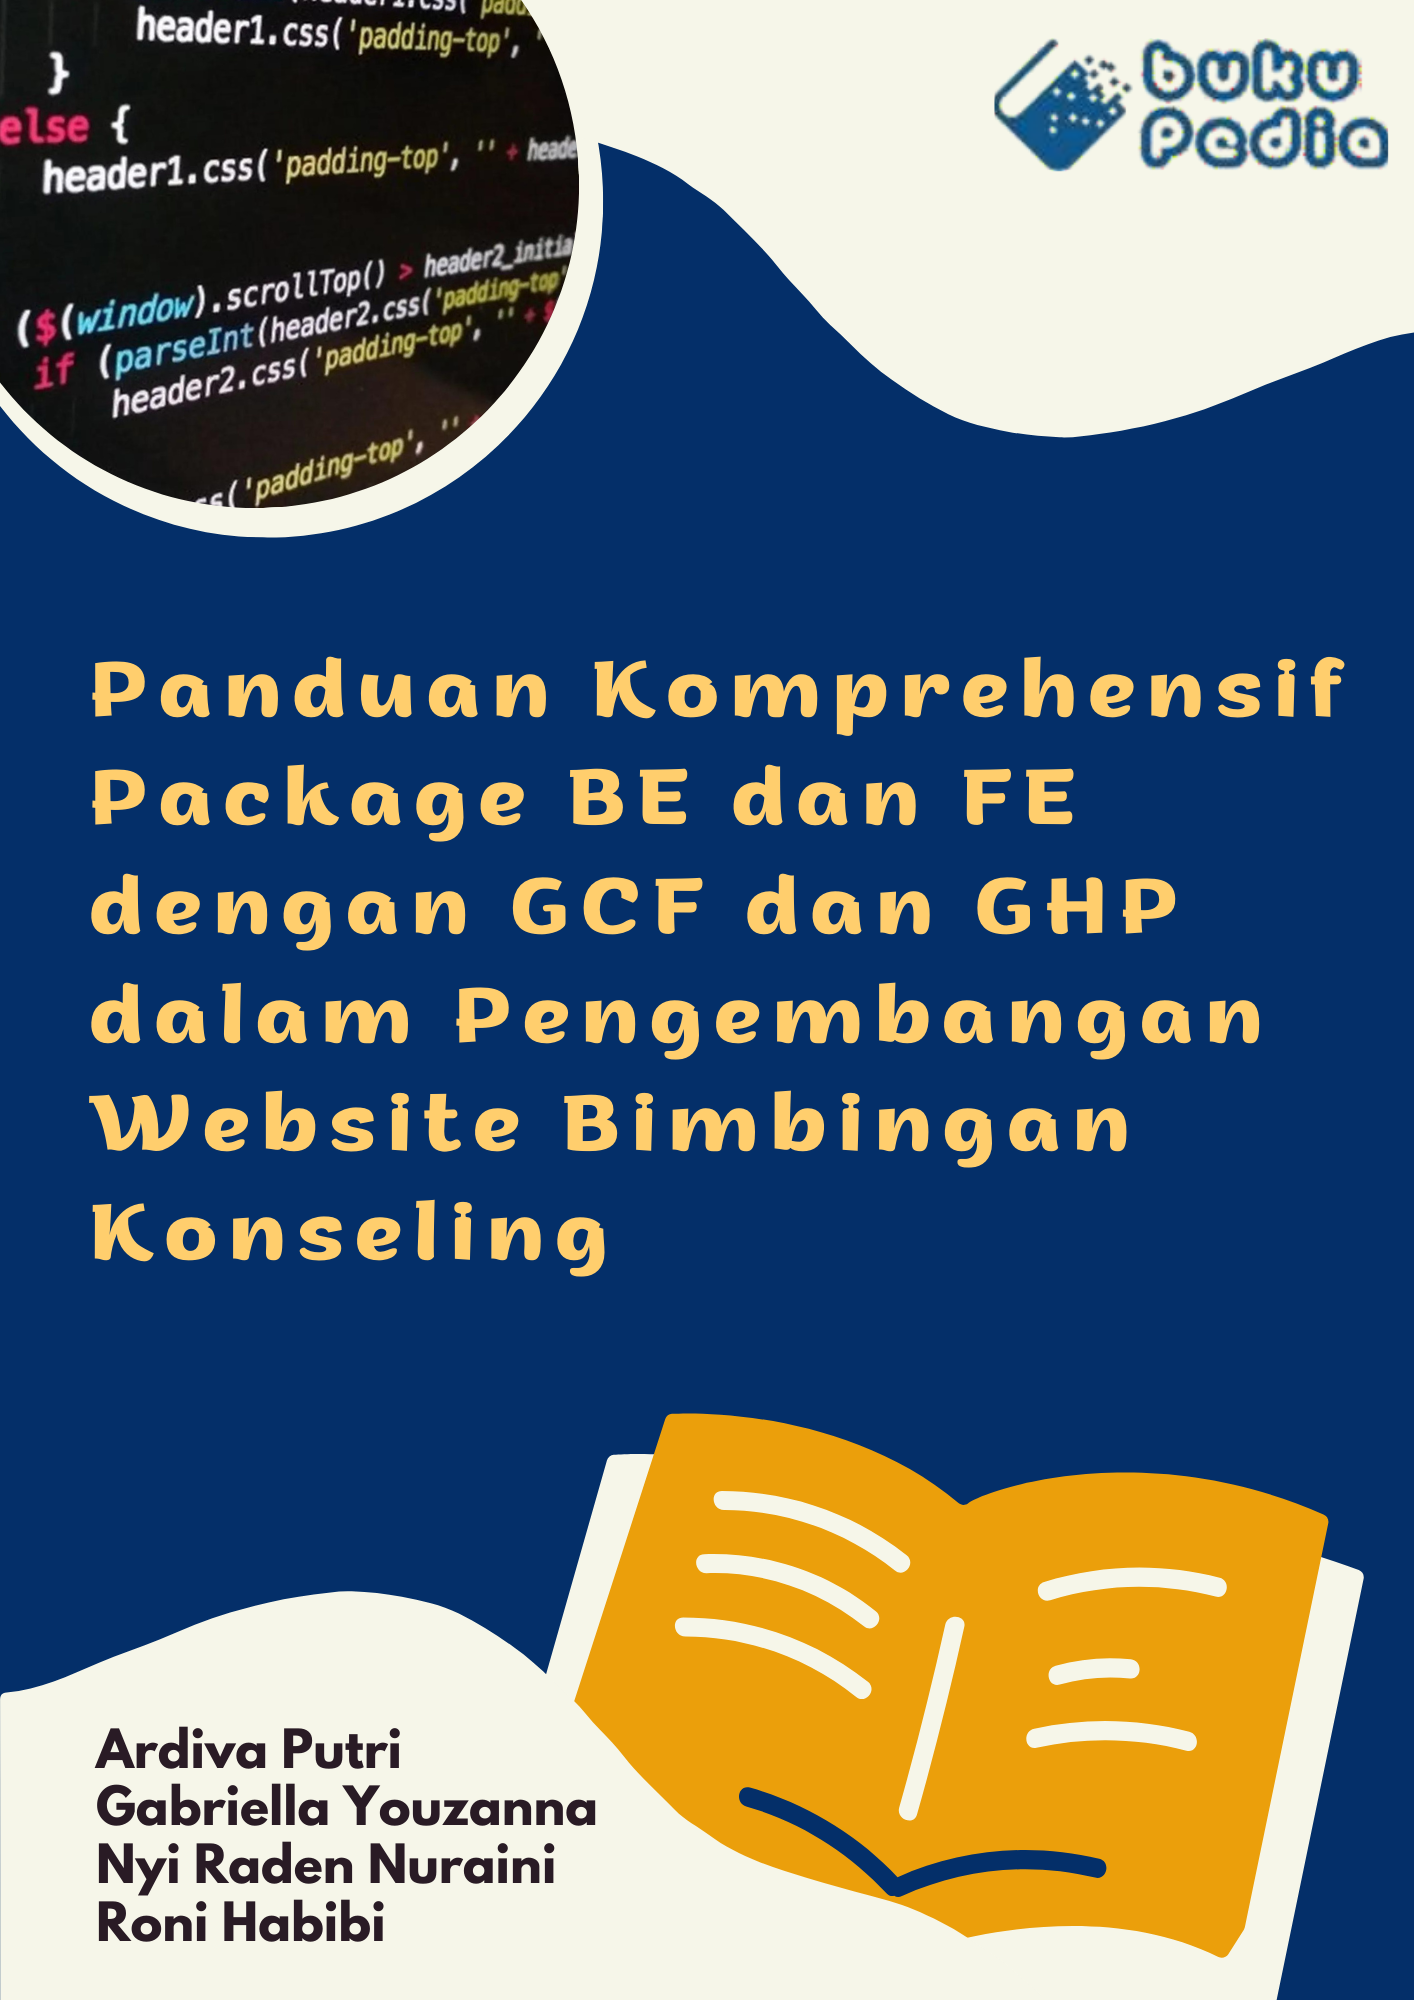 header1.css('padding-top', '
}
else {
header1.css('padding-top', '' + heade
($(window).scrollTop() > header2_initia
if (parseInt(header2.css('padding-top'
header2.css('padding-top', '' + $
ss('padding-top', ''
buku
Pedia
Panduan Komprehensif
Package BE dan FE
dengan GCF dan GHP
dalam Pengembangan
Website Bimbingan
Konseling
Ardiva Putri
Gabriella Youzanna
Nyi Raden Nuraini
Roni Habibi